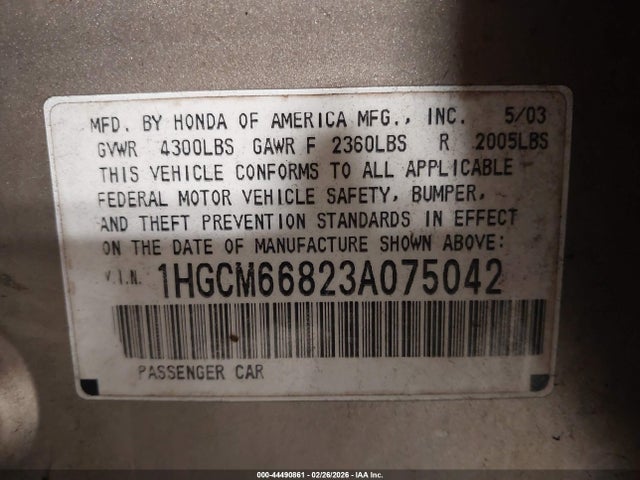 MFD. BY HONDA OF AMERICA MFG., INC. 5/03
GVWR 4300LBS GAWR F 2360LBS R 2005LBS
THIS VEHICLE CONFORMS TO ALL APPLICABLE
FEDERAL MOTOR VEHICLE SAFETY, BUMPER,
AND THEFT PREVENTION STANDARDS IN EFFECT
ON THE DATE OF MANUFACTURE SHOWN ABOVE:
V.I.N. 1HGCM66823A075042
PASSENGER CAR
000-44490861 - 02/26/2026 - IAA Inc.